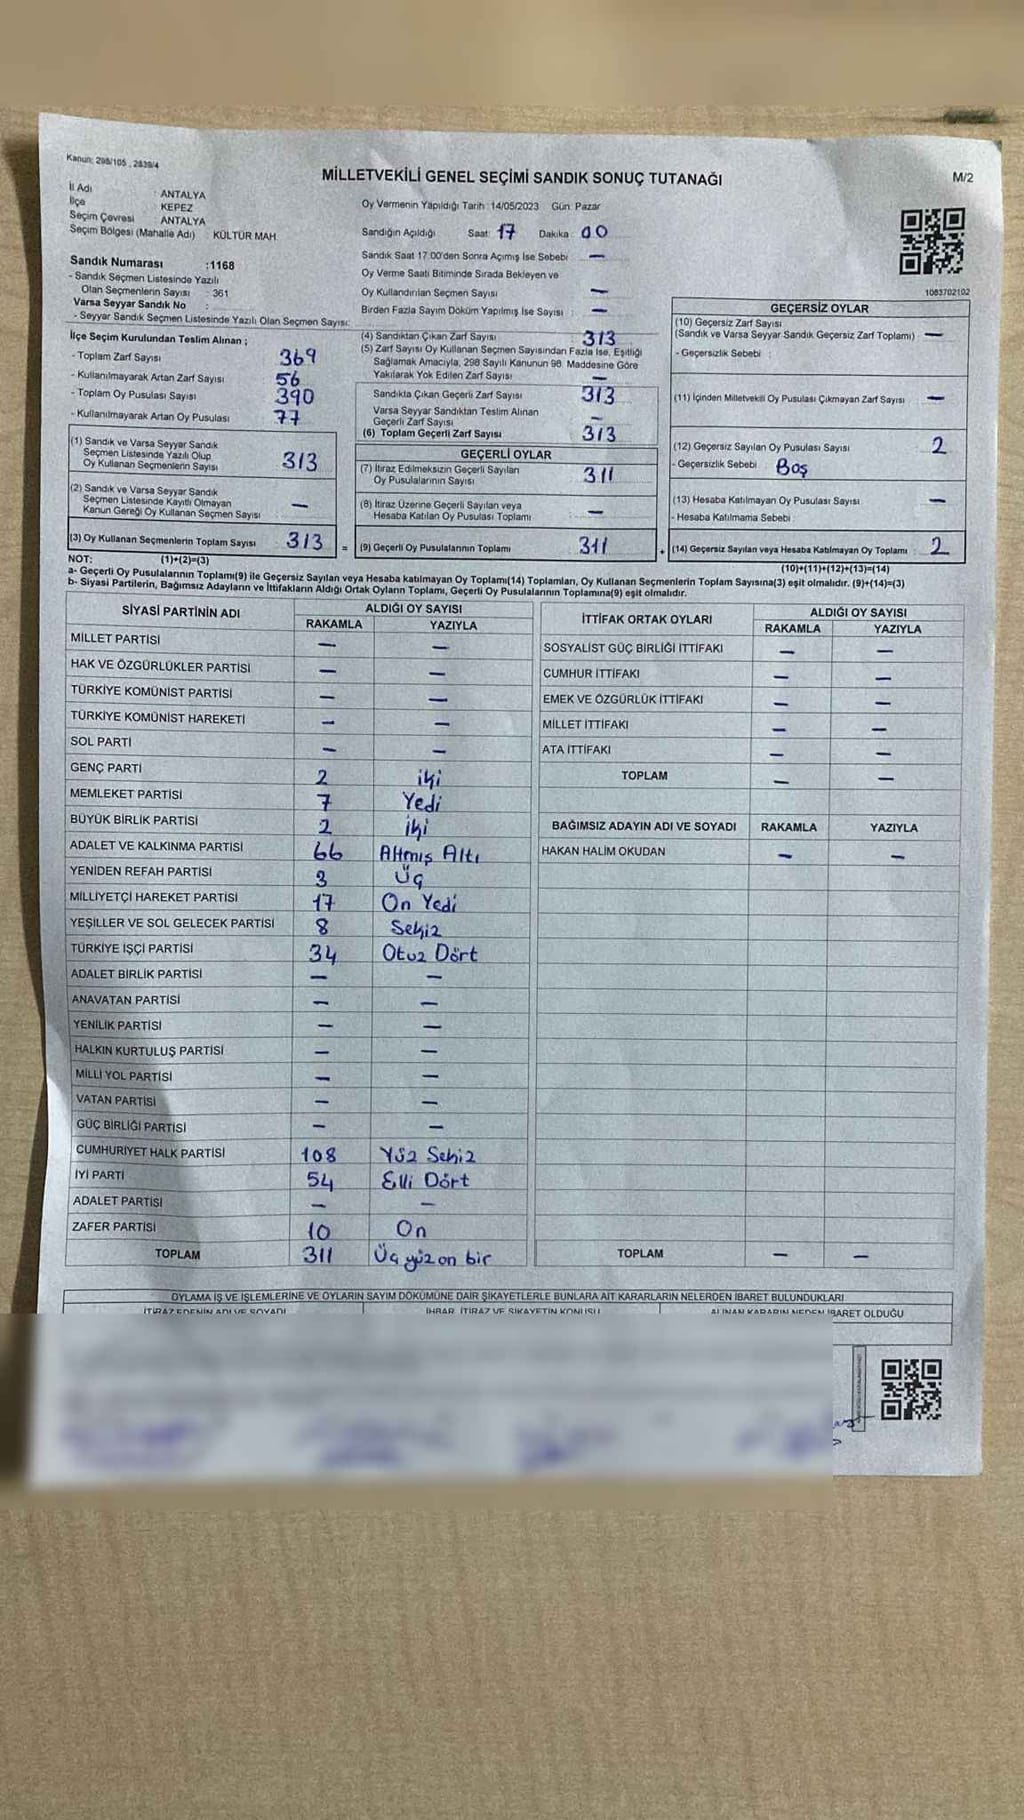 Kanun: 298/105 , 2839/4
MİLLETVEKİLİ GENEL SEÇİMİ SANDIK SONUÇ TUTANAĞI
M/2
İl Adı : ANTALYA
İlçe : KEPEZ
Seçim Çevresi : ANTALYA
Seçim Bölgesi (Mahalle Adı) : KÜLTÜR MAH
Sandık Numarası :1168
- Sandık Seçmen Listesinde Yazılı
Olan Seçmenlerin Sayısı : 361
Varsa Seyyar Sandık No :
- Seyyar Sandık Seçmen Listesinde Yazılı Olan Seçmen Sayısı:
Oy Vermenin Yapıldığı Tarih :14/05/2023 Gün: Pazar
Sandığın Açıldığı Saat: 17 Dakika: 00
Sandık Saat 17:00'den Sonra Açımış İse Sebebi : —
Oy Verme Saati Bitiminde Sırada Bekleyen ve
Oy Kullandırılan Seçmen Sayısı : —
Birden Fazla Sayım Döküm Yapılmış İse Sayısı : —
1083702102
İlçe Seçim Kurulundan Teslim Alınan ;
- Toplam Zarf Sayısı 369
- Kullanılmayarak Artan Zarf Sayısı 56
- Toplam Oy Pusulası Sayısı 390
- Kullanılmayarak Artan Oy Pusulası 77
(1) Sandık ve Varsa Seyyar Sandık
Seçmen Listesinde Yazılı Olup
Oy Kullanan Seçmenlerin Sayısı 313
(2) Sandık ve Varsa Seyyar Sandık
Seçmen Listesinde Kayıtlı Olmayan
Kanun Gereği Oy Kullanan Seçmen Sayısı —
(3) Oy Kullanan Seçmenlerin Toplam Sayısı 313 =
(4) Sandıktan Çıkan Zarf Sayısı 313
(5) Zarf Sayısı Oy Kullanan Seçmen Sayısından Fazla İse, Eşitliği
Sağlamak Amacıyla, 298 Sayılı Kanunun 98. Maddesine Göre
Yakılarak Yok Edilen Zarf Sayısı —
Sandıkta Çıkan Geçerli Zarf Sayısı 313
Varsa Seyyar Sandıktan Teslim Alınan
Geçerli Zarf Sayısı —
(6) Toplam Geçerli Zarf Sayısı 313
GEÇERLİ OYLAR
(7) İtiraz Edilmeksizin Geçerli Sayılan
Oy Pusulalarının Sayısı 311
(8) İtiraz Üzerine Geçerli Sayılan veya
Hesaba Katılan Oy Pusulası Toplamı —
(9) Geçerli Oy Pusulalarının Toplamı 311 +
GEÇERSİZ OYLAR
(10) Geçersiz Zarf Sayısı
(Sandık ve Varsa Seyyar Sandık Geçersiz Zarf Toplamı) —
- Geçersizlik Sebebi :
(11) İçinden Milletvekili Oy Pusulası Çıkmayan Zarf Sayısı —
(12) Geçersiz Sayılan Oy Pusulası Sayısı 2
- Geçersizlik Sebebi : Boş
(13) Hesaba Katılmayan Oy Pusulası Sayısı —
- Hesaba Katılmama Sebebi :
(14) Geçersiz Sayılan veya Hesaba Katılmayan Oy Toplamı 2
NOT: (1)+(2)=(3)
(10)+(11)+(12)+(13)=(14)
a- Geçerli Oy Pusulalarının Toplamı(9) ile Geçersiz Sayılan veya Hesaba katılmayan Oy Toplamı(14) Toplamları, Oy Kullanan Seçmenlerin Toplam Sayısına(3) eşit olmalıdır. (9)+(14)=(3)
b- Siyasi Partilerin, Bağımsız Adayların ve İttifakların Aldığı Ortak Oyların Toplamı, Geçerli Oy Pusulalarının Toplamına(9) eşit olmalıdır.
SİYASİ PARTİNİN ADI ALDIĞI OY SAYISI
RAKAMLA YAZIYLA
MİLLET PARTİSİ — —
HAK VE ÖZGÜRLÜKLER PARTİSİ — —
TÜRKİYE KOMÜNİST PARTİSİ — —
TÜRKİYE KOMÜNİST HAREKETİ — —
SOL PARTİ — —
GENÇ PARTİ 2 iki
MEMLEKET PARTİSİ 7 Yedi
BÜYÜK BİRLİK PARTİSİ 2 iki
ADALET VE KALKINMA PARTİSİ 66 Altmış Altı
YENİDEN REFAH PARTİSİ 3 Üç
MİLLİYETÇİ HAREKET PARTİSİ 17 On Yedi
YEŞİLLER VE SOL GELECEK PARTİSİ 8 Sekiz
TÜRKİYE İŞÇİ PARTİSİ 34 Otuz Dört
ADALET BİRLİK PARTİSİ — —
ANAVATAN PARTİSİ — —
YENİLİK PARTİSİ — —
HALKIN KURTULUŞ PARTİSİ — —
MİLLİ YOL PARTİSİ — —
VATAN PARTİSİ — —
GÜÇ BİRLİĞİ PARTİSİ — —
CUMHURİYET HALK PARTİSİ 108 Yüz Sekiz
İYİ PARTİ 54 Elli Dört
ADALET PARTİSİ — —
ZAFER PARTİSİ 10 On
TOPLAM 311 Üç yüz on bir
İTTİFAK ORTAK OYLARI ALDIĞI OY SAYISI
RAKAMLA YAZIYLA
SOSYALİST GÜÇ BİRLİĞİ İTTİFAKI — —
CUMHUR İTTİFAKI — —
EMEK VE ÖZGÜRLÜK İTTİFAKI — —
MİLLET İTTİFAKI — —
ATA İTTİFAKI — —
TOPLAM — —
BAĞIMSIZ ADAYIN ADI VE SOYADI RAKAMLA YAZIYLA
HAKAN HALİM OKUDAN — —
TOPLAM — —
OYLAMA İŞ VE İŞLEMLERİNE VE OYLARIN SAYIM DÖKÜMÜNE DAİR ŞİKAYETLERLE BUNLARA AİT KARARLARIN NELERDEN İBARET BULUNDUKLARI
İTİRAZ EDENİN ADI VE SOYADI İHBAR, İTİRAZ VE ŞİKAYETİN KONUSU ALINAN KARARIN NEDEN İBARET OLDUĞU